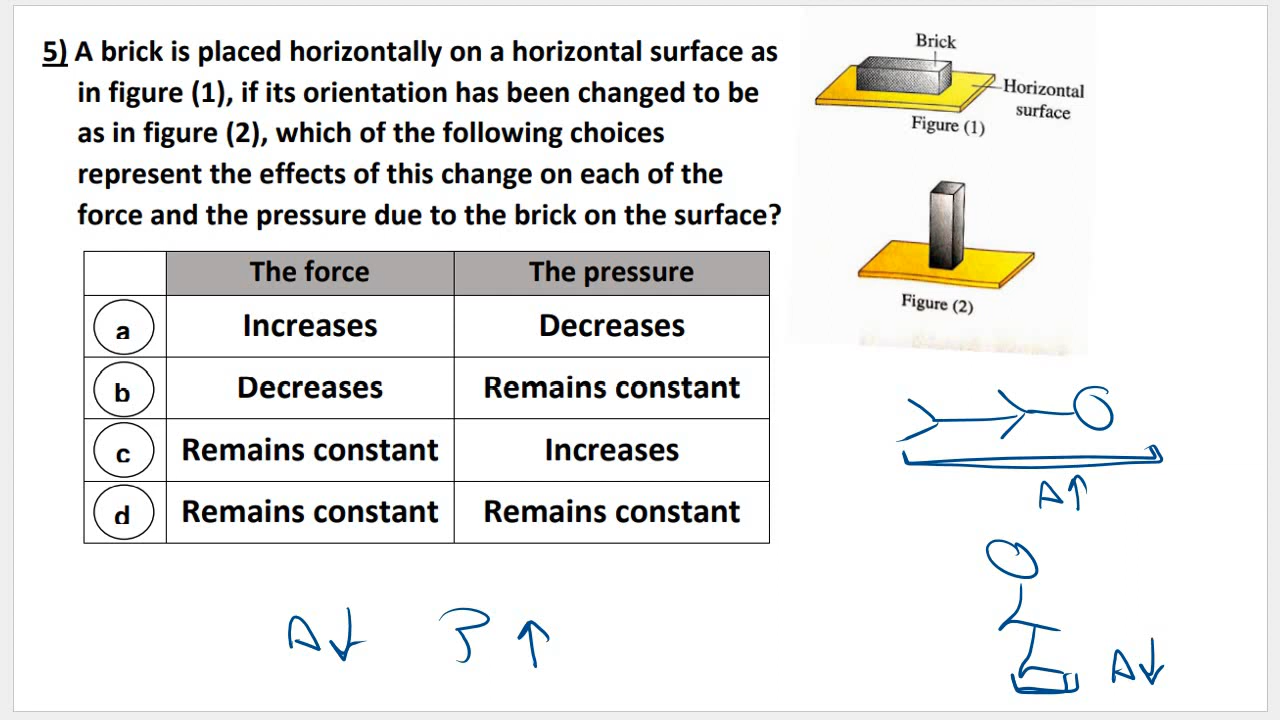 5) A brick is placed horizontally on a horizontal surface as
in figure (1), if its orientation has been changed to be
as in figure (2), which of the following choices
represent the effects of this change on each of the
force and the pressure due to the brick on the surface?
Brick
Horizontal
surface
Figure (1)
Figure (2)
The force The pressure
a Increases Decreases
b Decreases Remains constant
c Remains constant Increases
d Remains constant Remains constant
A↑
A↓
A↓ P↑